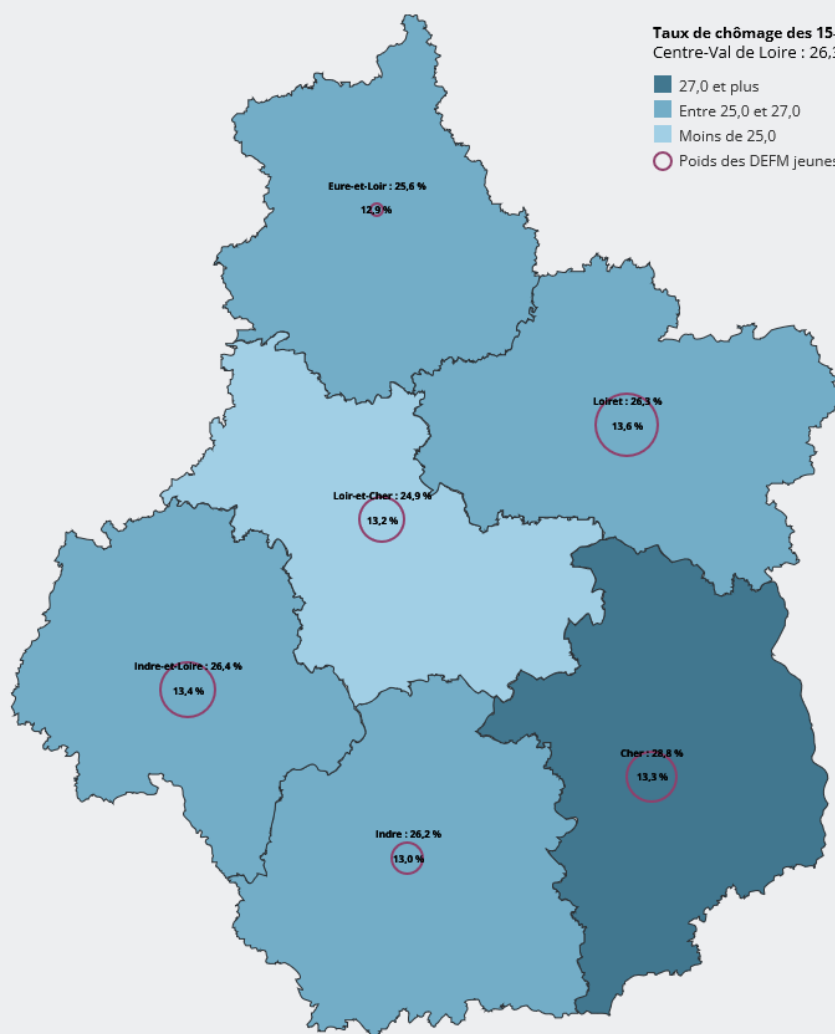 Taux de chômage des 15-
Centre-Val de Loire : 26,3
27,0 et plus
Entre 25,0 et 27,0
Moins de 25,0
Poids des DEFM jeunes
Eure-et-Loir : 25,6 %
12,9 %
Loiret : 26,3 %
13,6 %
Loir-et-Cher : 24,9 %
13,2 %
Indre-et-Loire : 26,4 %
13,4 %
Cher : 28,8 %
13,3 %
Indre : 26,2 %
13,0 %